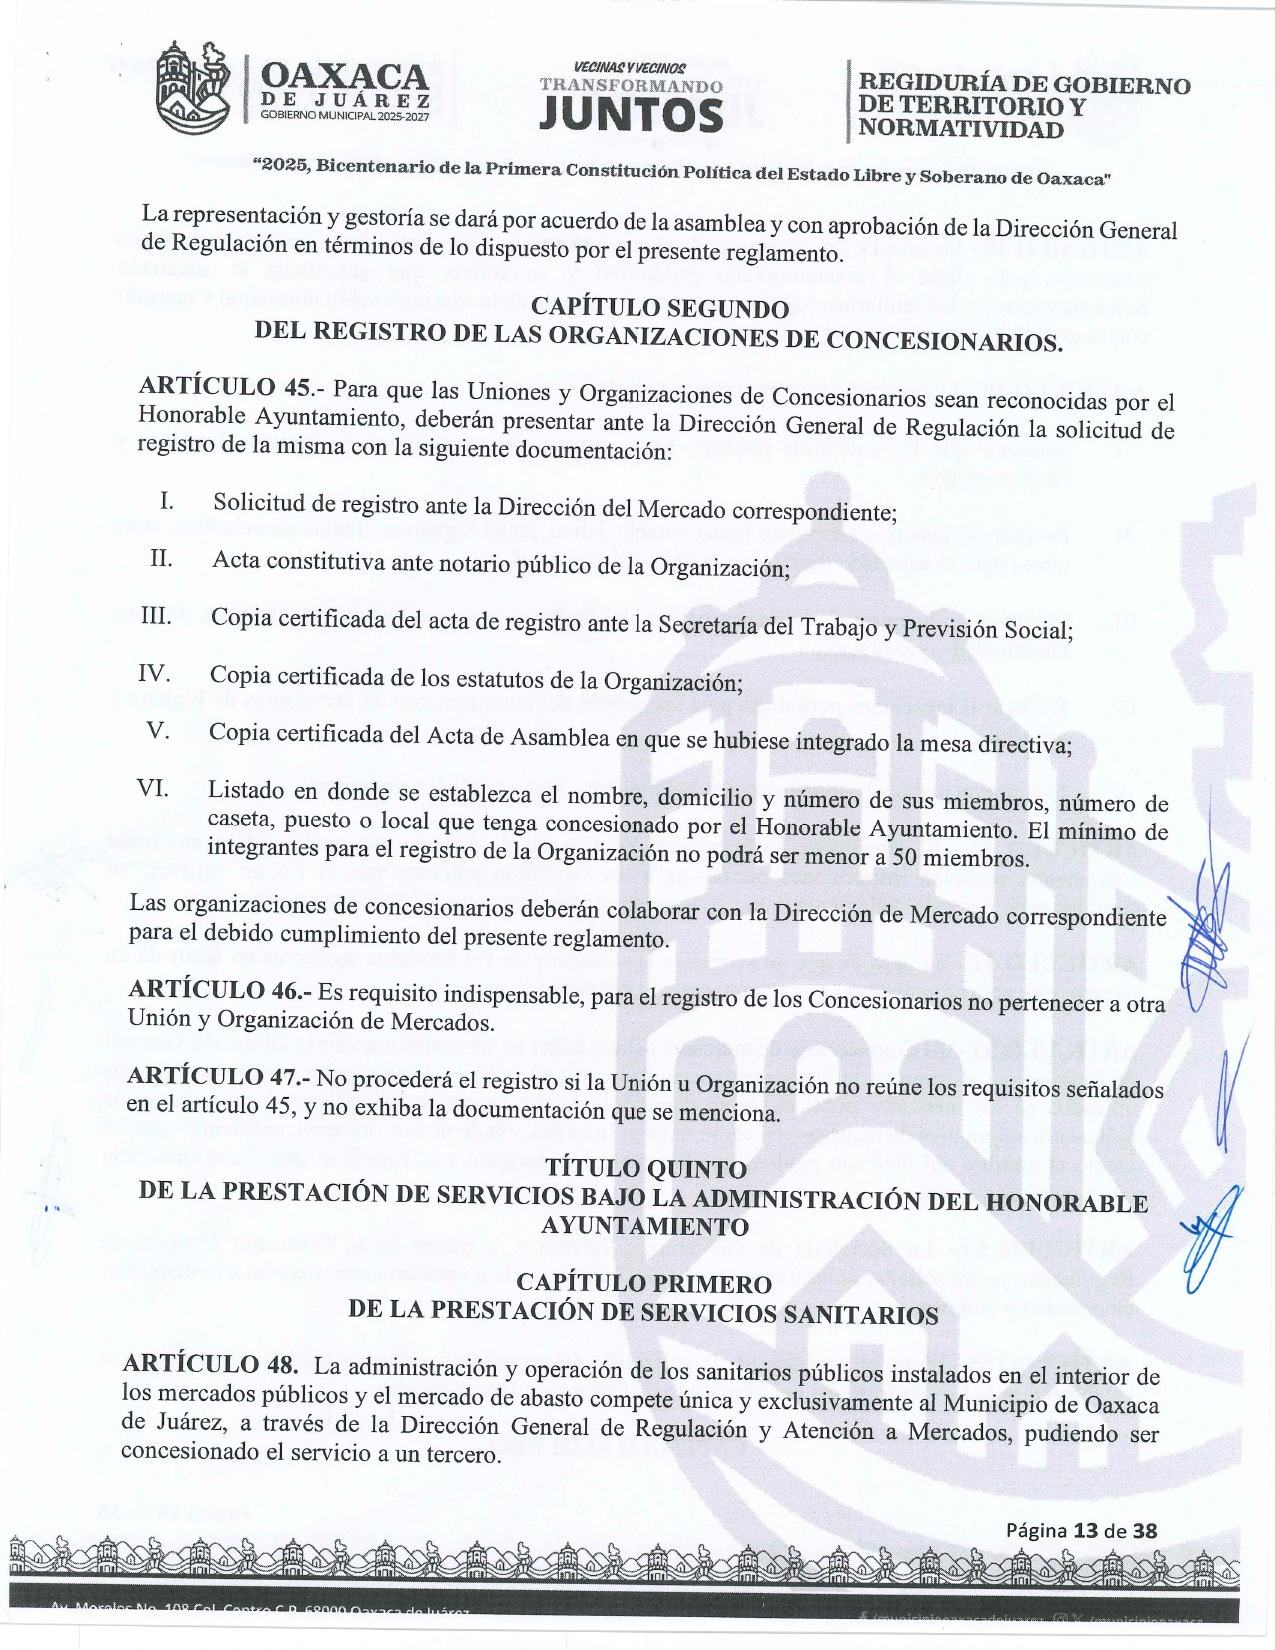 OAXACA
DE JUÁREZ
GOBIERNO MUNICIPAL 2025-2027
VECINAS Y VECINOS
TRANSFORMANDO
JUNTOS
REGIDURÍA DE GOBIERNO
DE TERRITORIO Y
NORMATIVIDAD
“2025, Bicentenario de la Primera Constitución Política del Estado Libre y Soberano de Oaxaca"
La representación y gestoría se dará por acuerdo de la asamblea y con aprobación de la Dirección General
de Regulación en términos de lo dispuesto por el presente reglamento.
CAPÍTULO SEGUNDO
DEL REGISTRO DE LAS ORGANIZACIONES DE CONCESIONARIOS.
ARTÍCULO 45.- Para que las Uniones y Organizaciones de Concesionarios sean reconocidas por el
Honorable Ayuntamiento, deberán presentar ante la Dirección General de Regulación la solicitud de
registro de la misma con la siguiente documentación:
I. Solicitud de registro ante la Dirección del Mercado correspondiente;
II. Acta constitutiva ante notario público de la Organización;
III. Copia certificada del acta de registro ante la Secretaría del Trabajo y Previsión Social;
IV. Copia certificada de los estatutos de la Organización;
V. Copia certificada del Acta de Asamblea en que se hubiese integrado la mesa directiva;
VI. Listado en donde se establezca el nombre, domicilio y número de sus miembros, número de
caseta, puesto o local que tenga concesionado por el Honorable Ayuntamiento. El mínimo de
integrantes para el registro de la Organización no podrá ser menor a 50 miembros.
Las organizaciones de concesionarios deberán colaborar con la Dirección de Mercado correspondiente
para el debido cumplimiento del presente reglamento.
ARTÍCULO 46.- Es requisito indispensable, para el registro de los Concesionarios no pertenecer a otra
Unión y Organización de Mercados.
ARTÍCULO 47.- No procederá el registro si la Unión u Organización no reúne los requisitos señalados
en el artículo 45, y no exhiba la documentación que se menciona.
TÍTULO QUINTO
DE LA PRESTACIÓN DE SERVICIOS BAJO LA ADMINISTRACIÓN DEL HONORABLE
AYUNTAMIENTO
CAPÍTULO PRIMERO
DE LA PRESTACIÓN DE SERVICIOS SANITARIOS
ARTÍCULO 48. La administración y operación de los sanitarios públicos instalados en el interior de
los mercados públicos y el mercado de abasto compete única y exclusivamente al Municipio de Oaxaca
de Juárez, a través de la Dirección General de Regulación y Atención a Mercados, pudiendo ser
concesionado el servicio a un tercero.
Página 13 de 38
Av. Morelos No. 108 Col. Centro C.P. 68000 Oaxaca de Juárez
/municipiooaxacadejuarez /municipiooaxaca